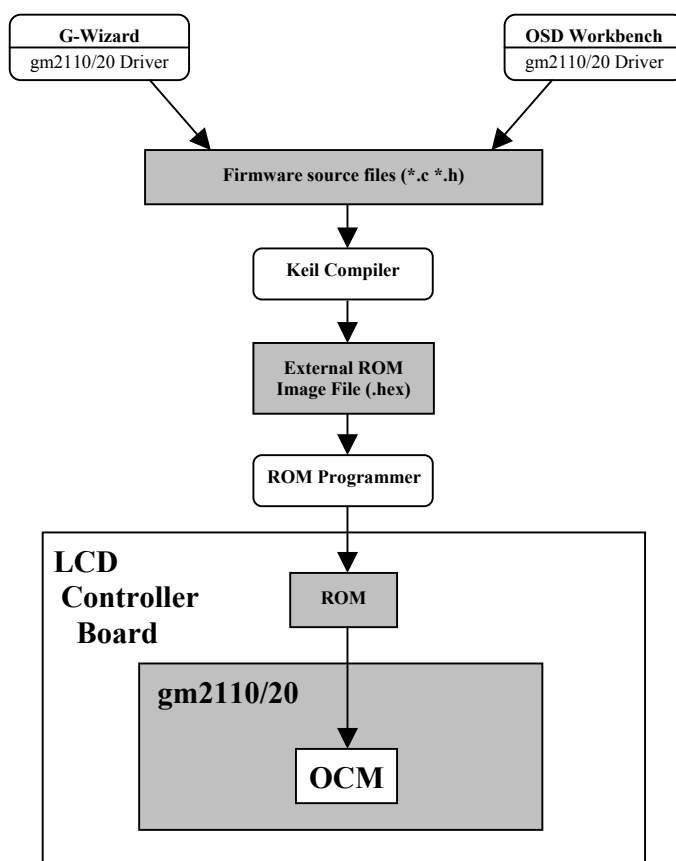 G-Wizard
gm2110/20 Driver
OSD Workbench
gm2110/20 Driver
Firmware source files (*.c *.h)
Keil Compiler
External ROM
Image File (.hex)
ROM Programmer
LCD
Controller
Board
ROM
gm2110/20
OCM